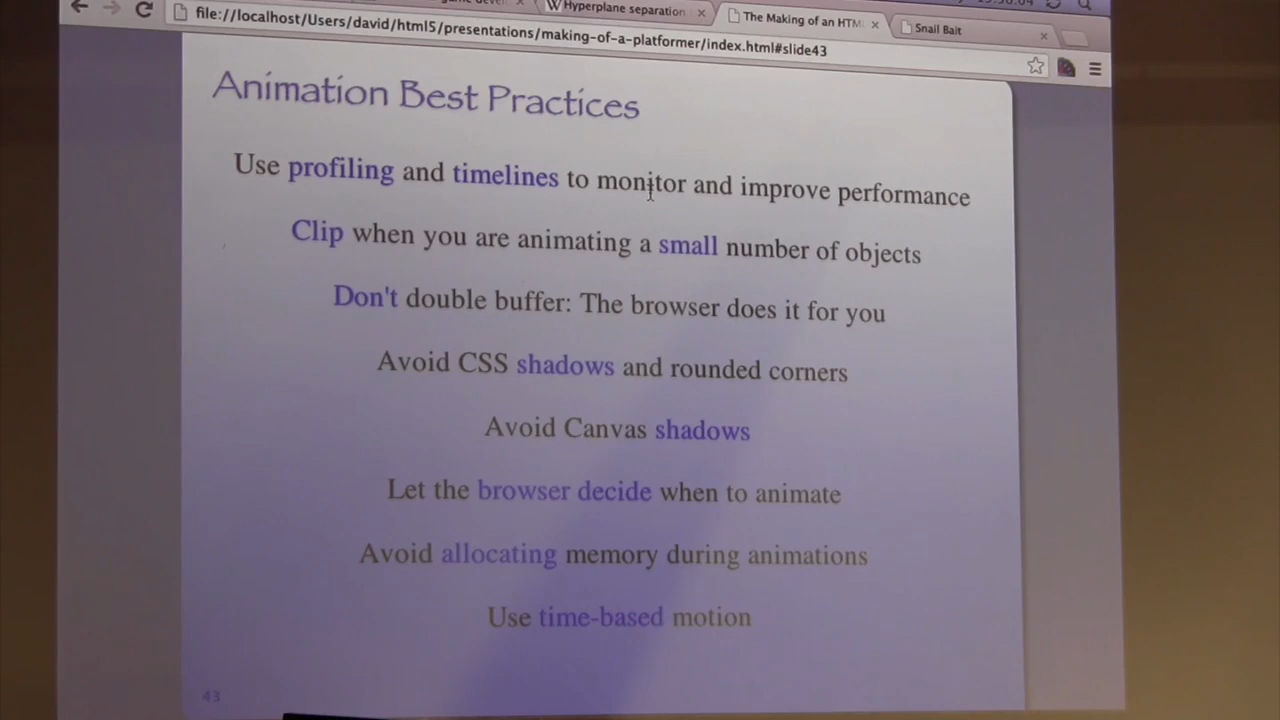 Hyperplane separation
The Making of an HTM
Snail Bait
file://localhost/Users/david/html5/presentations/making-of-a-platformer/index.html#slide43
Animation Best Practices
Use profiling and timelines to monitor and improve performance
Clip when you are animating a small number of objects
Don't double buffer: The browser does it for you
Avoid CSS shadows and rounded corners
Avoid Canvas shadows
Let the browser decide when to animate
Avoid allocating memory during animations
Use time-based motion
43